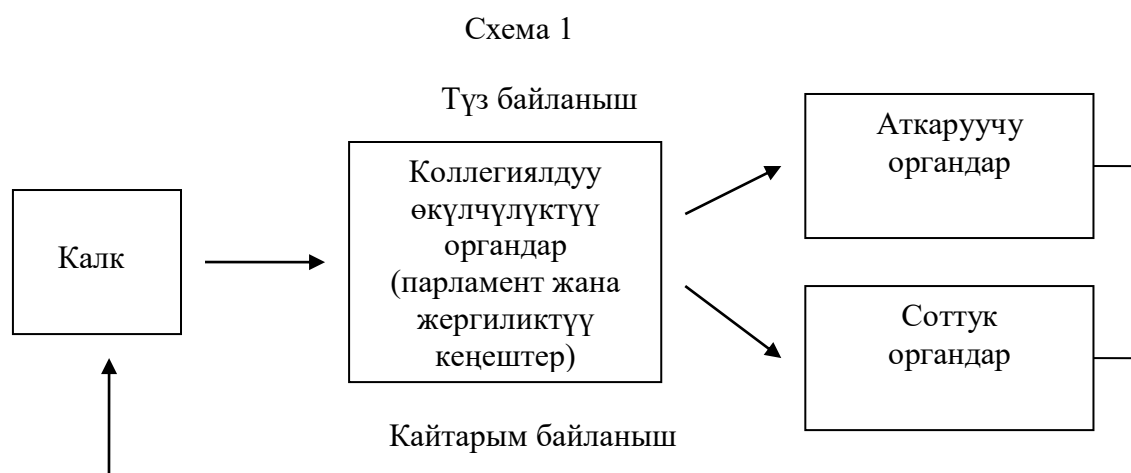 Схема 1
Түз байланыш
Калк
Коллегиялдуу
өкүлчүлүктүү
органдар
(парламент жана
жергиликтүү
кеңештер)
Аткаруучу
органдар
Соттук
органдар
Кайтарым байланыш